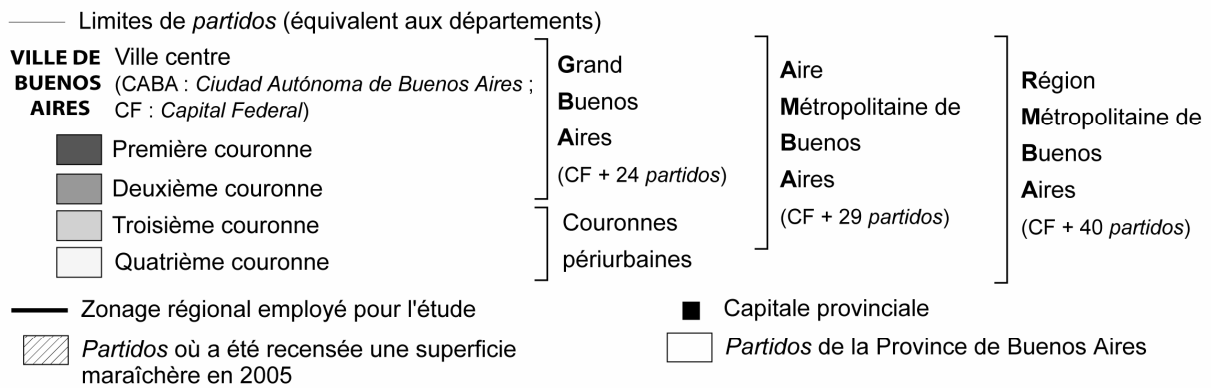 Limites de partidos (équivalent aux départements)
VILLE DE
BUENOS
AIRES
Ville centre
(CABA : Ciudad Autónoma de Buenos Aires ;
CF : Capital Federal)
Première couronne
Deuxième couronne
Troisième couronne
Quatrième couronne
Grand
Buenos
Aires
(CF + 24 partidos)
Couronnes
périurbaines
Aire
Métropolitaine de
Buenos
Aires
(CF + 29 partidos)
Région
Métropolitaine de
Buenos
Aires
(CF + 40 partidos)
Zonage régional employé pour l'étude
Capitale provinciale
Partidos où a été recensée une superficie
maraîchère en 2005
Partidos de la Province de Buenos Aires